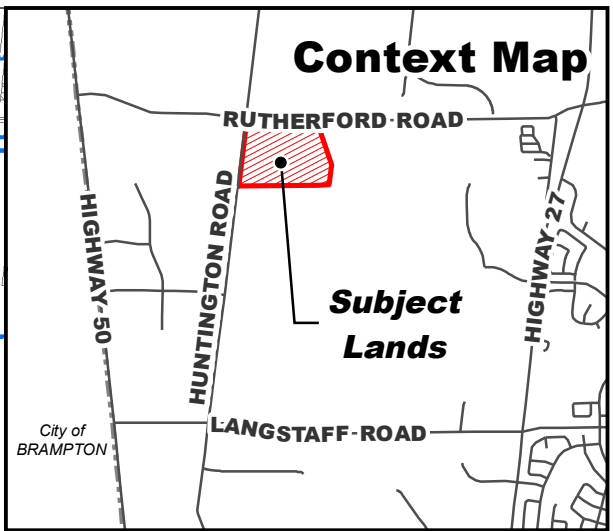 Context Map
RUTHERFORD ROAD
HIGHWAY 50
HUNTINGTON ROAD
HIGHWAY 27
Subject
Lands
LANGSTAFF ROAD
City of
BRAMPTON